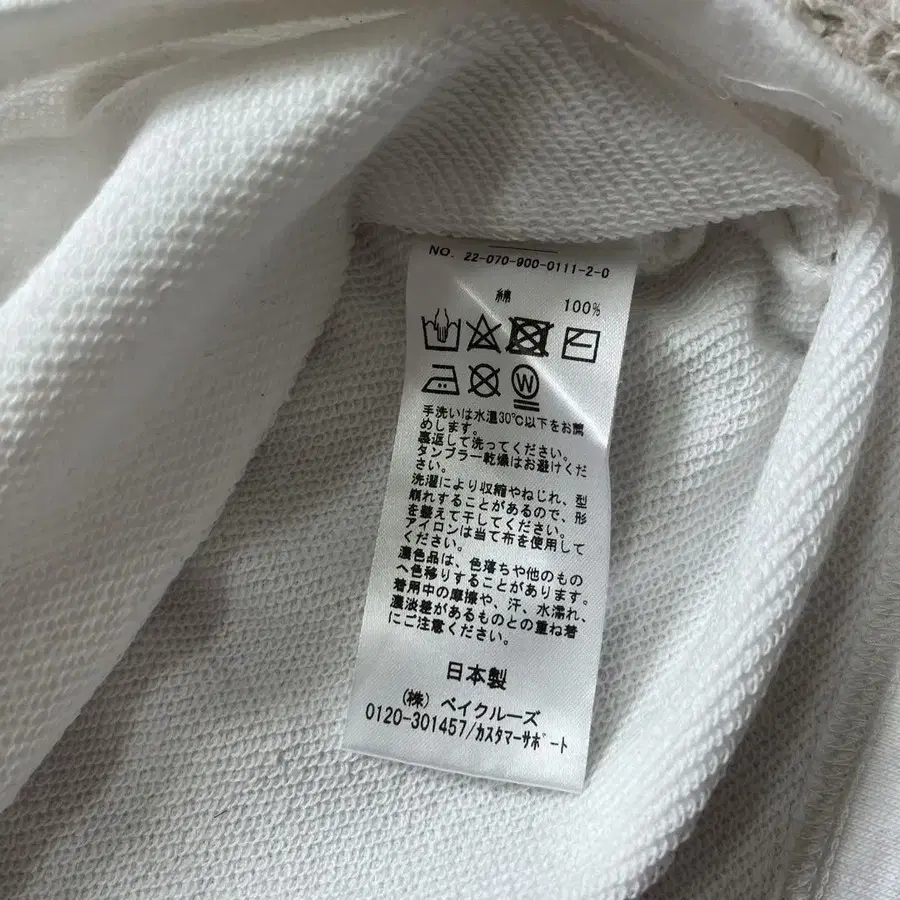 NO. 22-070-900-0111-2-0
綿 100%
W
手洗いは水温30℃以下をお薦
めします。
裏返して洗ってください。
タンブラー乾燥はお避けくだ
さい。
洗濯により収縮やねじれ、型
崩れすることがあるので、形
を整えて干してください。
アイロンは当て布を使用して
ください。
濃色品は、色落ちや他のもの
へ色移りすることがあります。
着用中の摩擦や、汗、水濡れ、
濃淡差があるものとの重ね着
にご注意ください。
日本製
(株) ベイクルーズ
0120-301457/カスタマーサポート